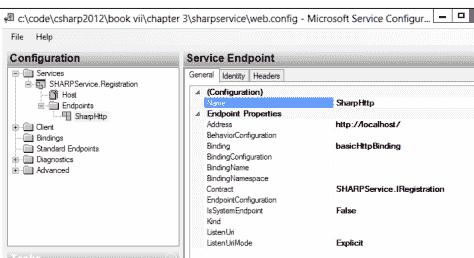 c:\code\csharp2012\book vii\chapter 3\sharpservice\web.config - Microsoft Service Configur...
File Help
Configuration
Services
SHARPService.Registration
Host
Endpoints
SharpHttp
Client
Bindings
Standard Endpoints
Diagnostics
Advanced
Service Endpoint
General Identity Headers
(Configuration)
Name SharpHttp
Endpoint Properties
Address http://localhost/
BehaviorConfiguration
Binding basicHttpBinding
BindingConfiguration
BindingName
BindingNamespace
Contract SHARPService.IRegistration
EndpointConfiguration
IsSystemEndpoint False
Kind
ListenUri
ListenUriMode Explicit